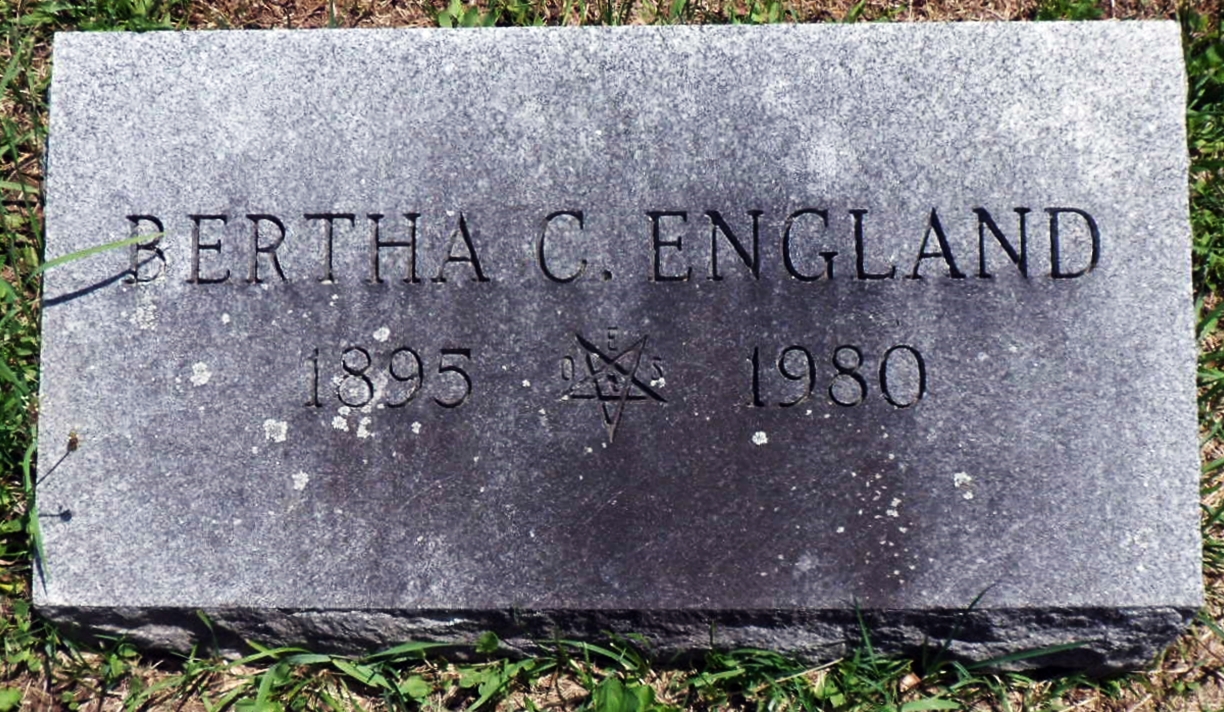 BERTHA C. ENGLAND
1895 O E S 1980